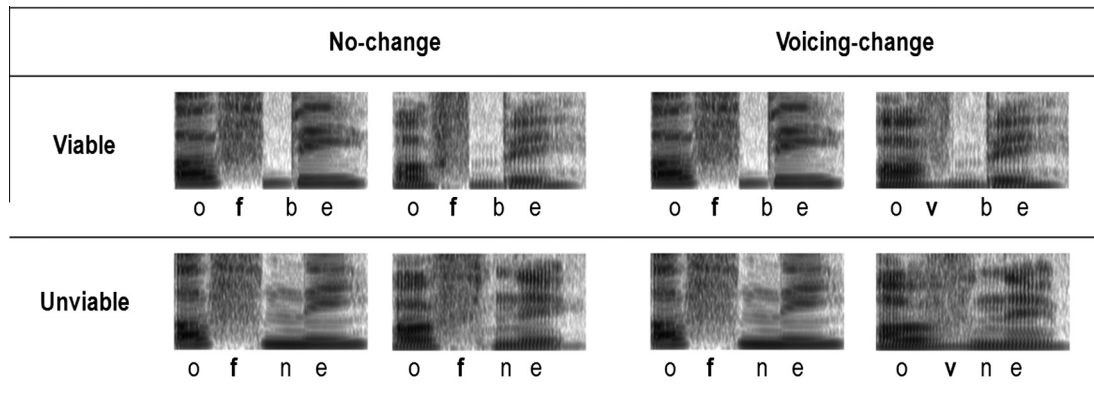 No-change Voicing-change
Viable
o f b e o f b e o f b e o v b e
Unviable
o f n e o f n e o f n e o v n e